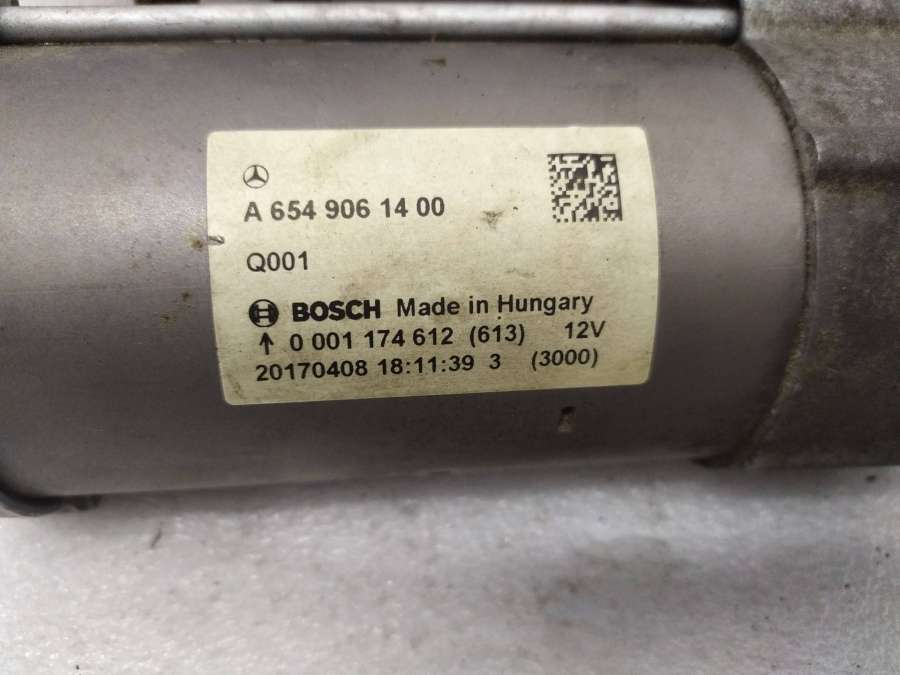 A 654 906 14 00
Q001
BOSCH Made in Hungary
↑ 0 001 174 612 (613) 12V
20170408 18:11:39 3 (3000)